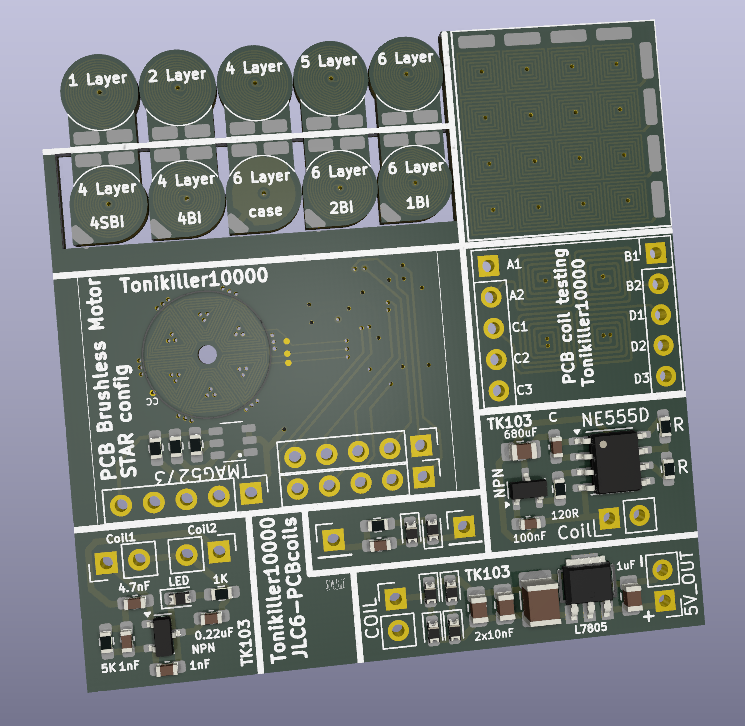 1 Layer
2 Layer
4 Layer
5 Layer
6 Layer
4 Layer
4SBI
4 Layer
4BI
6 Layer
case
6 Layer
2BI
6 Layer
1BI
Tonikiller10000
PCB Brushless Motor
STAR config
CC
TMAG5273
A1
A2
C1
C2
C3
PCB coil testing
Tonikiller10000
B1
B2
D1
D2
D3
TK103
C
NE555D
680uF
R
R
NPN
120R
100nF
Coil
Coil1
Coil2
4.7nF
LED
1K
5K
1nF
0.22uF
NPN
1nF
TK103
Tonikiller10000
JLC6-PCBcoils
COIL
TK103
2x10nF
L7805
1uF
5V_OUT
+